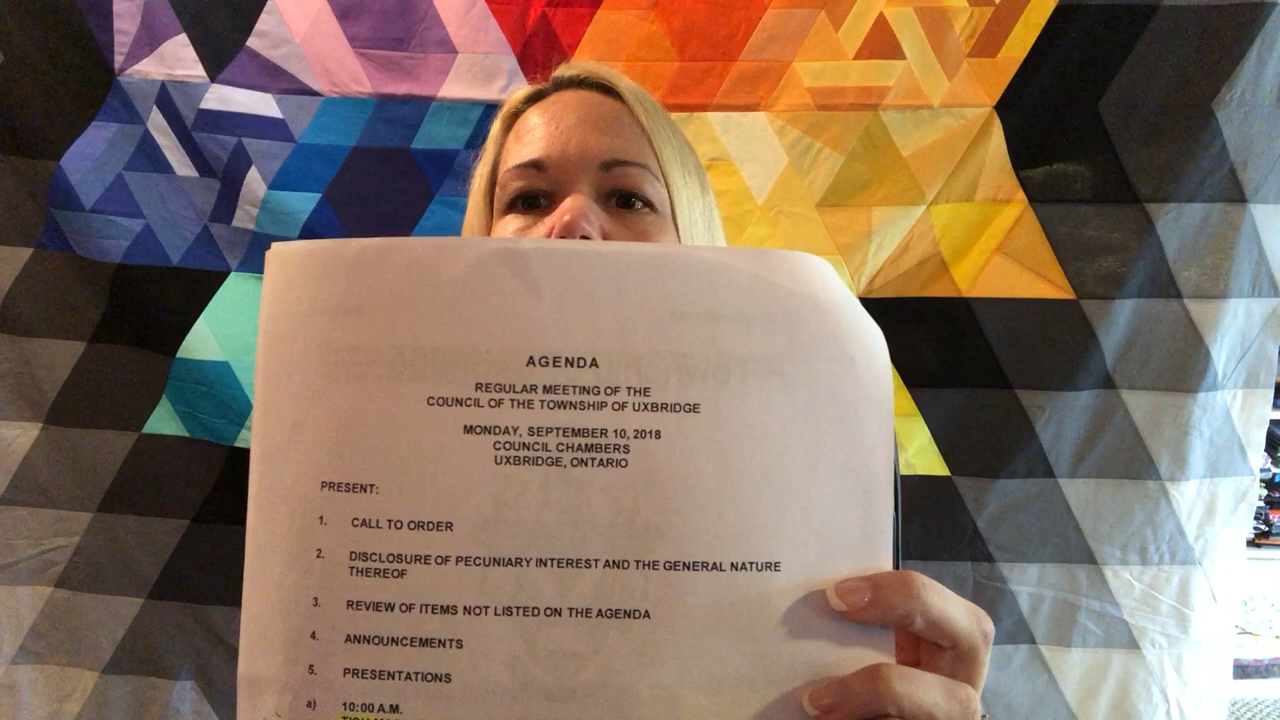 AGENDA
REGULAR MEETING OF THE
COUNCIL OF THE TOWNSHIP OF UXBRIDGE
MONDAY, SEPTEMBER 10, 2018
COUNCIL CHAMBERS
UXBRIDGE, ONTARIO
PRESENT:
1. CALL TO ORDER
2. DISCLOSURE OF PECUNIARY INTEREST AND THE GENERAL NATURE
THEREOF
3. REVIEW OF ITEMS NOT LISTED ON THE AGENDA
4. ANNOUNCEMENTS
5. PRESENTATIONS
a) 10:00 A.M.